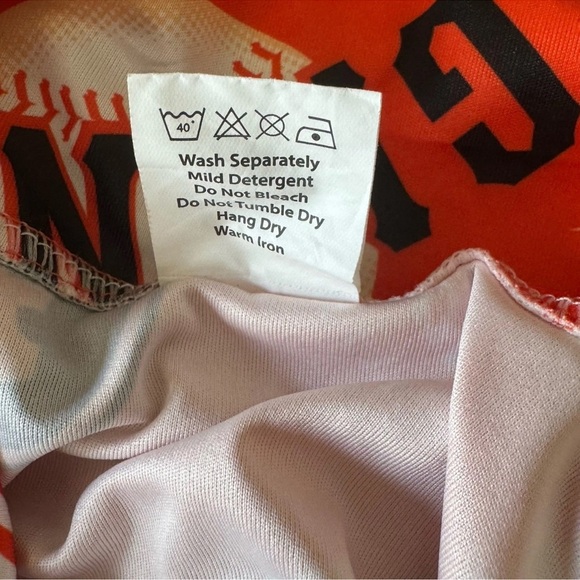 40°
Wash Separately
Mild Detergent
Do Not Bleach
Do Not Tumble Dry
Hang Dry
Warm Iron